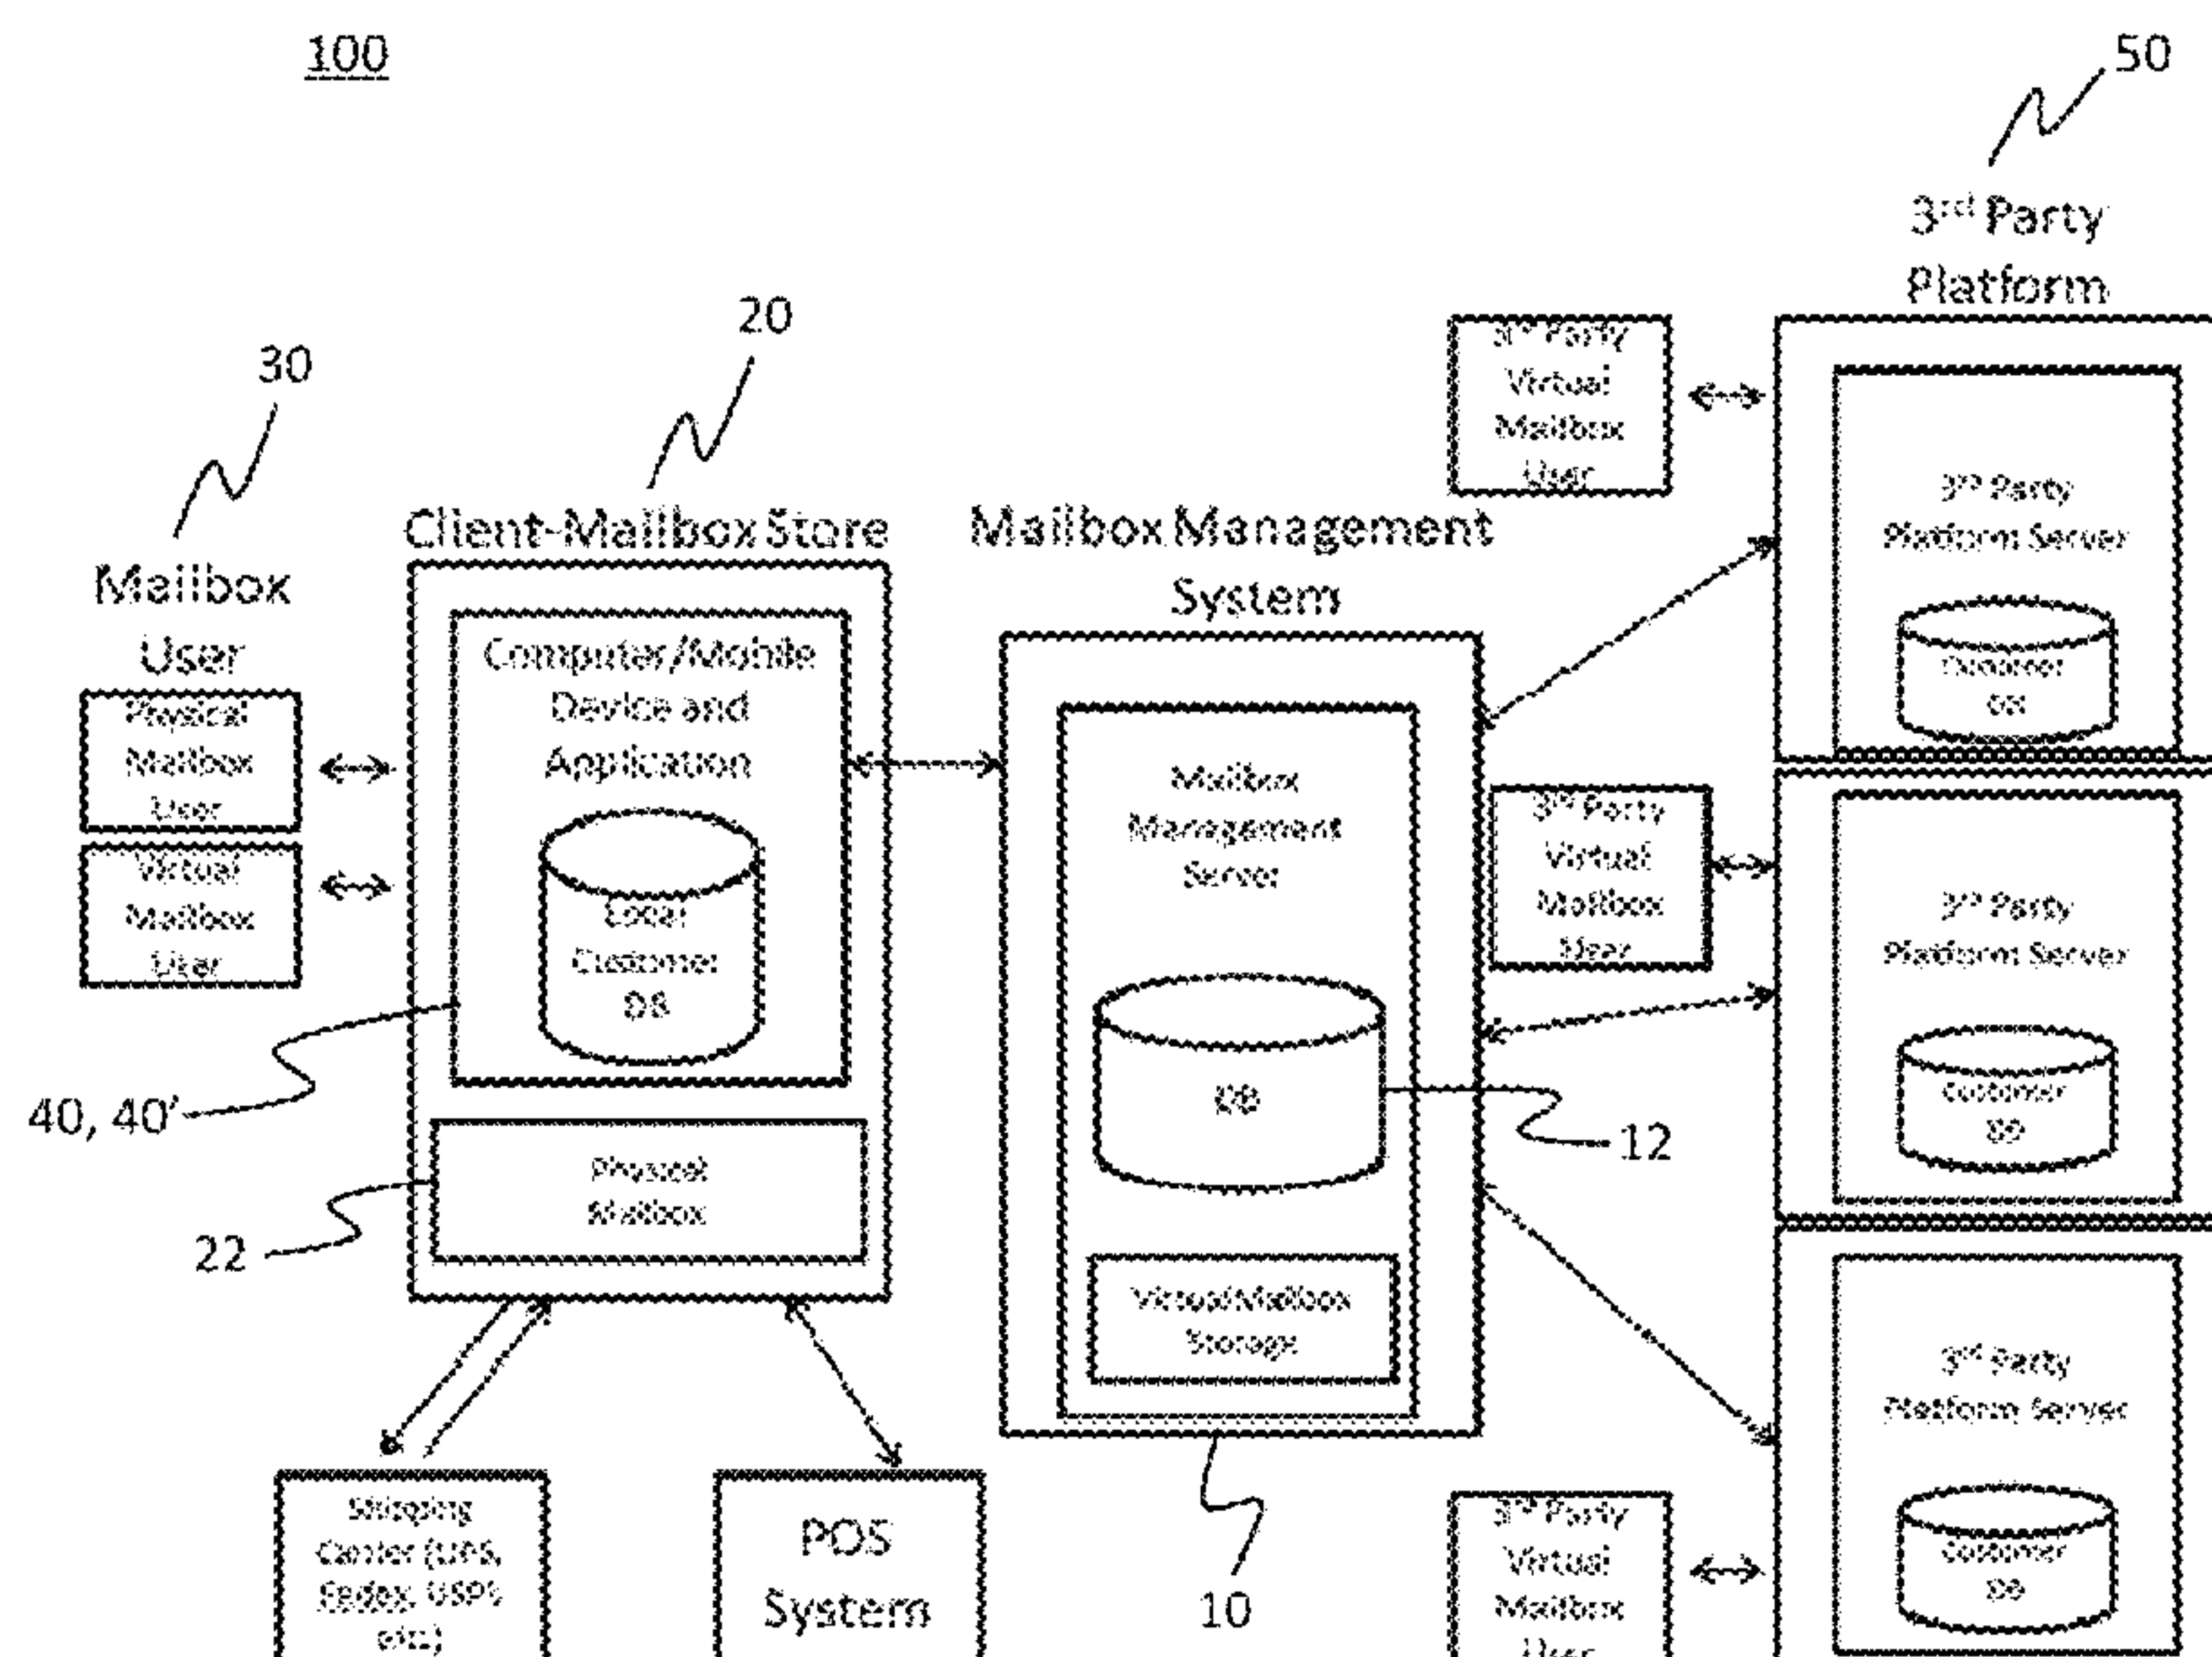 100
50
3rd Party
Platform
20
30
3rd Party
Virtual
Mailbox
User
3rd Party
Platform Server
Customer
DB
Client-Mailbox Store
Mailbox Management
System
Mailbox
User
Physical
Mailbox
User
Virtual
Mailbox
User
Computer/Mobile
Device and
Application
Local
Customer
DB
40, 40'
Physical
Mailbox
22
Mailbox
Management
Server
DB
12
Virtual Mailbox
Storage
10
3rd Party
Virtual
Mailbox
User
3rd Party
Platform Server
Customer
DB
3rd Party
Platform Server
Customer
DB
3rd Party
Virtual
Mailbox
User
Shipping
Carrier (UPS,
Fedex, USPS
etc)
POS
System